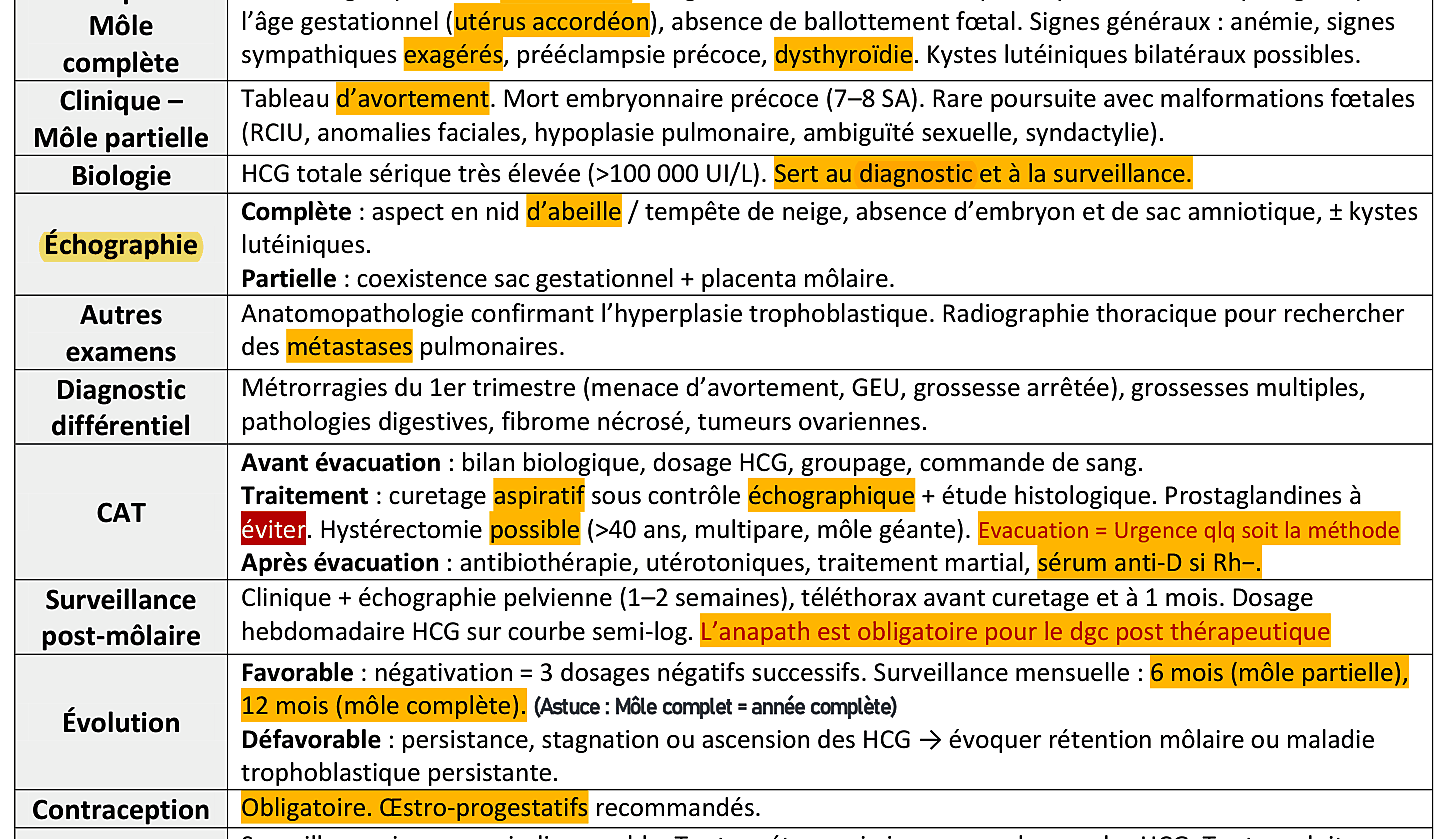 Môle
complète
l’âge gestationnel (utérus accordéon), absence de ballottement fœtal. Signes généraux : anémie, signes
sympathiques exagérés, prééclampsie précoce, dysthyroïdie. Kystes lutéiniques bilatéraux possibles.
Clinique –
Môle partielle
Tableau d’avortement. Mort embryonnaire précoce (7–8 SA). Rare poursuite avec malformations fœtales
(RCIU, anomalies faciales, hypoplasie pulmonaire, ambiguïté sexuelle, syndactylie).
Biologie
HCG totale sérique très élevée (>100 000 UI/L). Sert au diagnostic et à la surveillance.
Échographie
Complète : aspect en nid d’abeille / tempête de neige, absence d’embryon et de sac amniotique, ± kystes
lutéiniques.
Partielle : coexistence sac gestationnel + placenta môlaire.
Autres
examens
Anatomopathologie confirmant l’hyperplasie trophoblastique. Radiographie thoracique pour rechercher
des métastases pulmonaires.
Diagnostic
différentiel
Métrorragies du 1er trimestre (menace d’avortement, GEU, grossesse arrêtée), grossesses multiples,
pathologies digestives, fibrome nécrosé, tumeurs ovariennes.
CAT
Avant évacuation : bilan biologique, dosage HCG, groupage, commande de sang.
Traitement : curetage aspiratif sous contrôle échographique + étude histologique. Prostaglandines à
éviter. Hystérectomie possible (>40 ans, multipare, môle géante). Evacuation = Urgence qlq soit la méthode
Après évacuation : antibiothérapie, utérotoniques, traitement martial, sérum anti-D si Rh−.
Surveillance
post-môlaire
Clinique + échographie pelvienne (1–2 semaines), téléthorax avant curetage et à 1 mois. Dosage
hebdomadaire HCG sur courbe semi-log. L’anapath est obligatoire pour le dgc post thérapeutique
Évolution
Favorable : négativation = 3 dosages négatifs successifs. Surveillance mensuelle : 6 mois (môle partielle),
12 mois (môle complète). (Astuce : Môle complet = année complète)
Défavorable : persistance, stagnation ou ascension des HCG → évoquer rétention môlaire ou maladie
trophoblastique persistante.
Contraception
Obligatoire. Œstro-progestatifs recommandés.